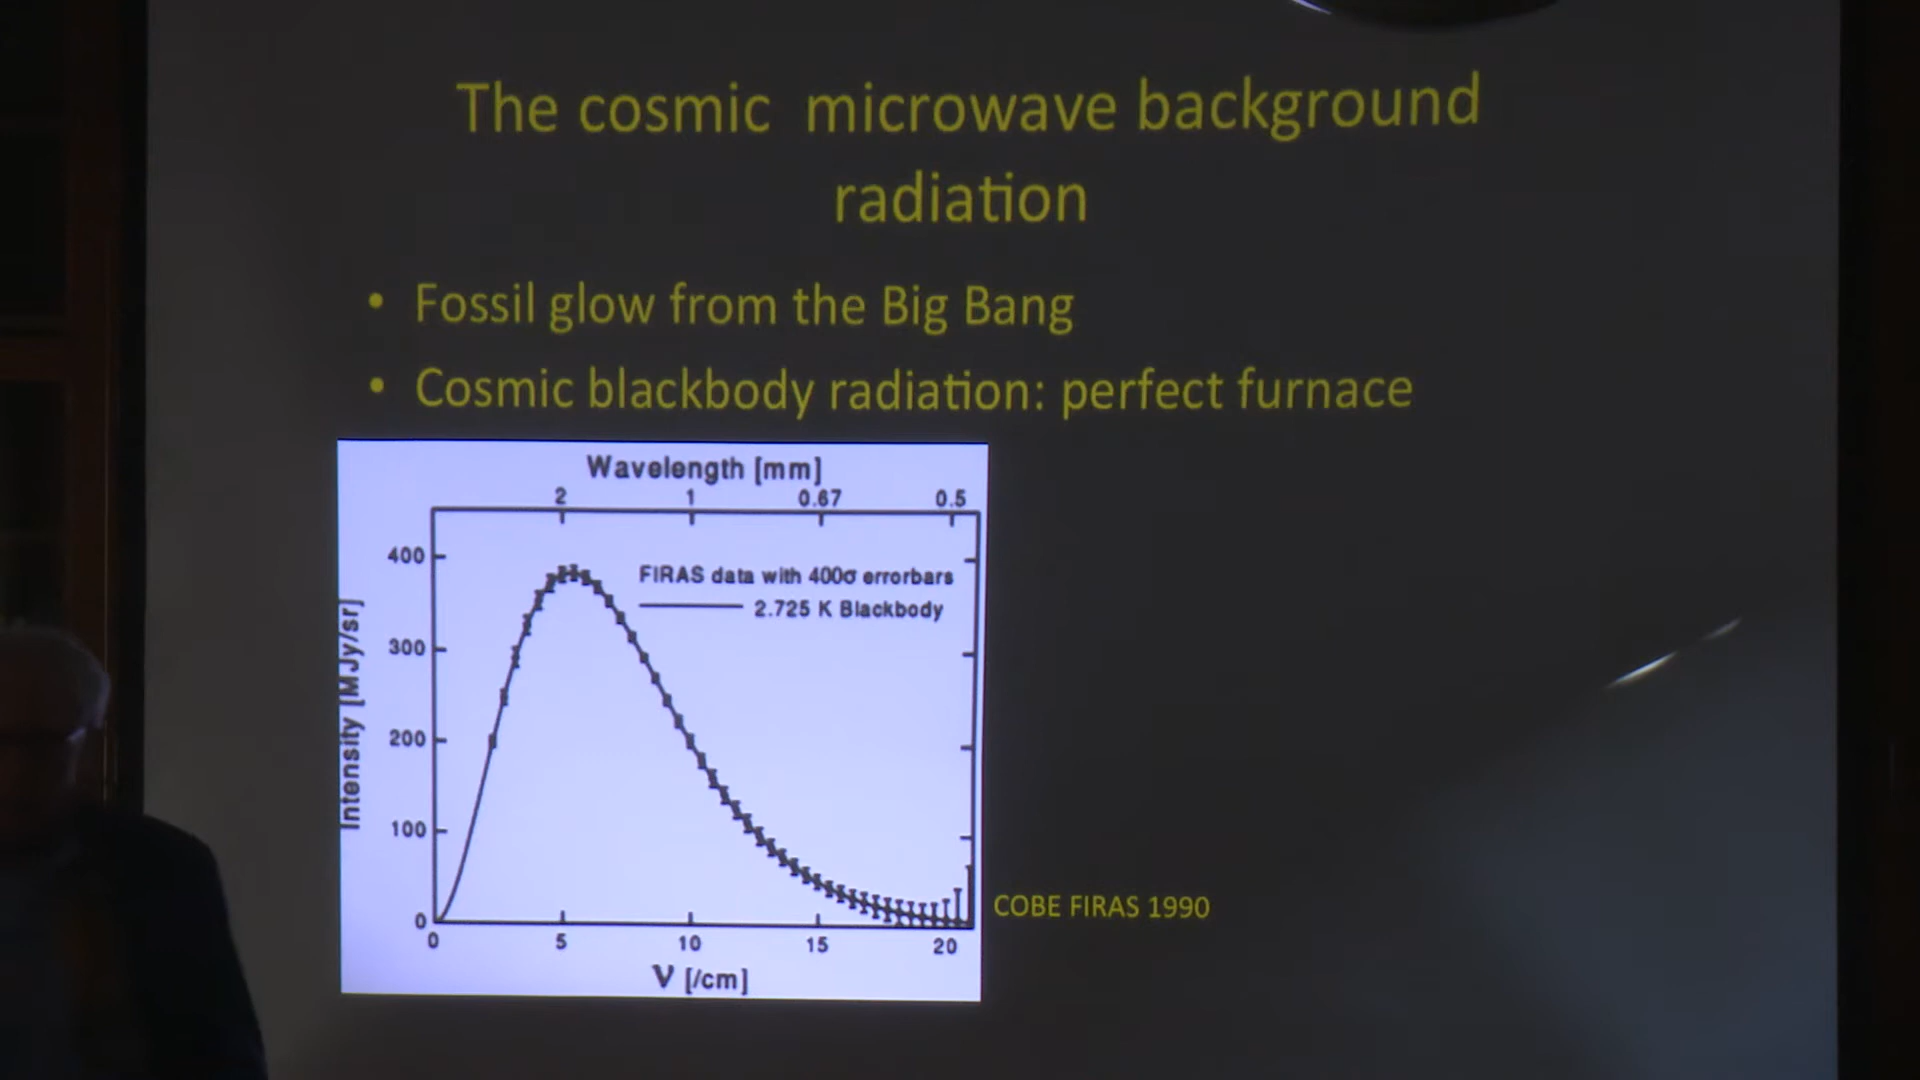 The cosmic microwave background
radiation
• Fossil glow from the Big Bang
• Cosmic blackbody radiation: perfect furnace
Wavelength [mm]
2 1 0.67 0.5
FIRAS data with 400σ errorbars
2.725 K Blackbody
Intensity [MJy/sr]
400
300
200
100
0
0 5 10 15 20
ν [/cm]
COBE FIRAS 1990